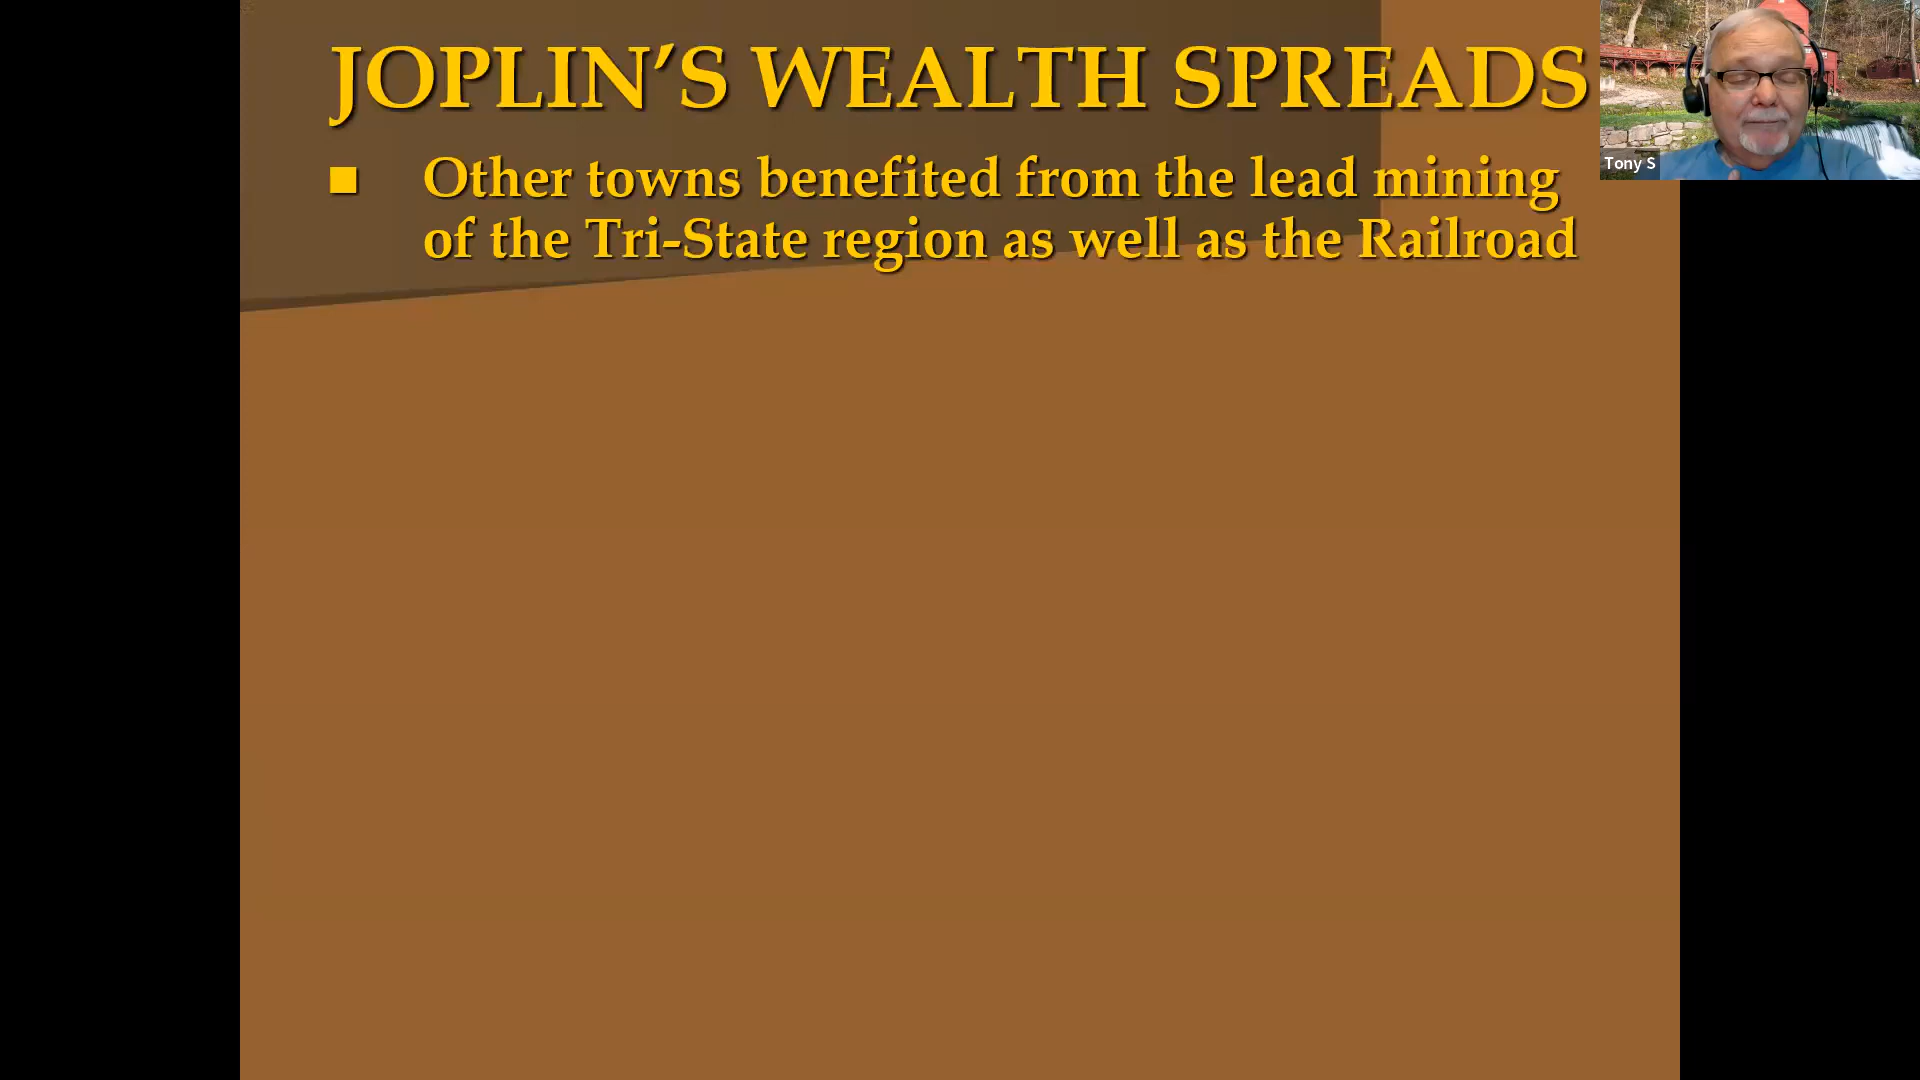 JOPLIN’S WEALTH SPREADS
Tony S
■ Other towns benefited from the lead mining
of the Tri-State region as well as the Railroad